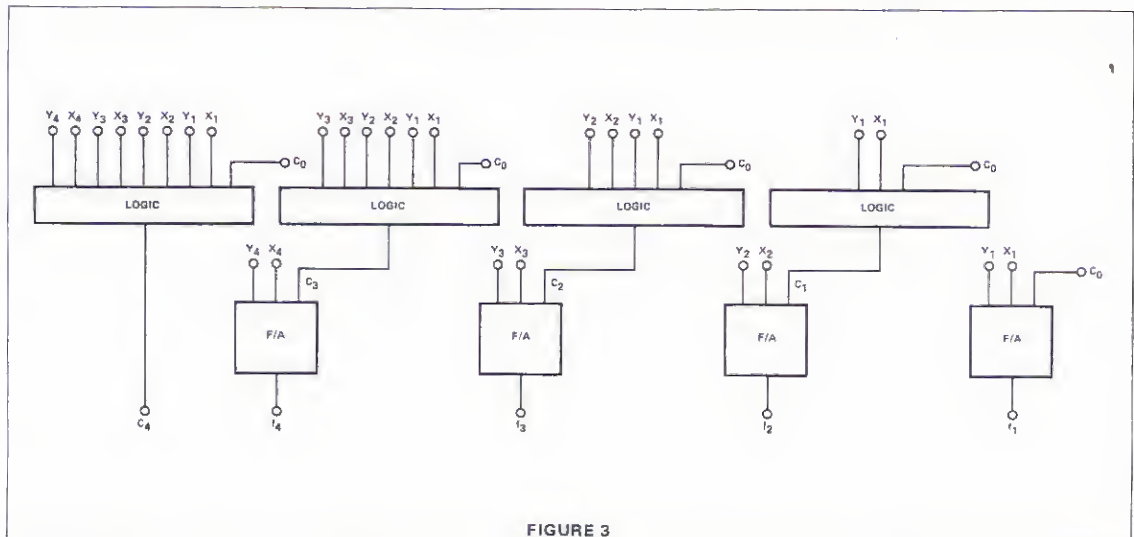 Y4 X4 Y3 X3 Y2 X2 Y1 X1
Y3 X3 Y2 X2 Y1 X1
Y2 X2 Y1 X1
Y1 X1
C0
C0
C0
C0
LOGIC
LOGIC
LOGIC
LOGIC
Y4 X4
C3
Y3 X3
C2
Y2 X2
C1
Y1 X1
C0
F/A
F/A
F/A
F/A
C4
f4
f3
f2
f1
FIGURE 3